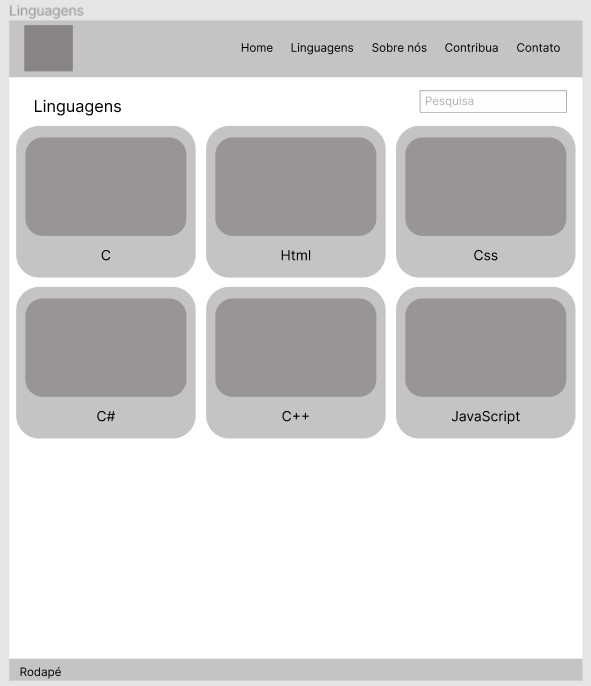 Linguagens
Home Linguagens Sobre nós Contribua Contato
Linguagens
Pesquisa
C
Html
Css
C#
C++
JavaScript
Rodapé